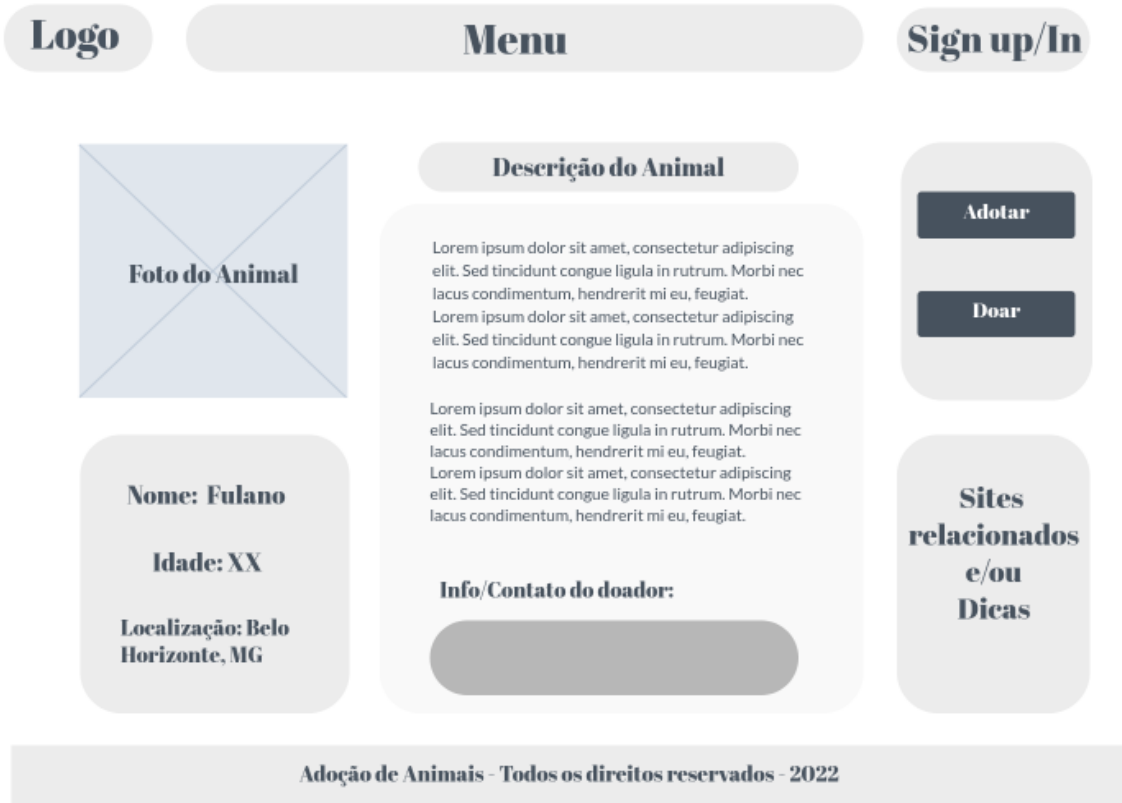 Logo
Menu
Sign up/In
Foto do Animal
Nome: Fulano
Idade: XX
Localização: Belo
Horizonte, MG
Descrição do Animal
Lorem ipsum dolor sit amet, consectetur adipiscing
elit. Sed tincidunt congue ligula in rutrum. Morbi nec
lacus condimentum, hendrerit mi eu, feugiat.
Lorem ipsum dolor sit amet, consectetur adipiscing
elit. Sed tincidunt congue ligula in rutrum. Morbi nec
lacus condimentum, hendrerit mi eu, feugiat.
Lorem ipsum dolor sit amet, consectetur adipiscing
elit. Sed tincidunt congue ligula in rutrum. Morbi nec
lacus condimentum, hendrerit mi eu, feugiat.
Lorem ipsum dolor sit amet, consectetur adipiscing
elit. Sed tincidunt congue ligula in rutrum. Morbi nec
lacus condimentum, hendrerit mi eu, feugiat.
Info/Contato do doador:
Adotar
Doar
Sites
relacionados
e/ou
Dicas
Adoção de Animais - Todos os direitos reservados - 2022